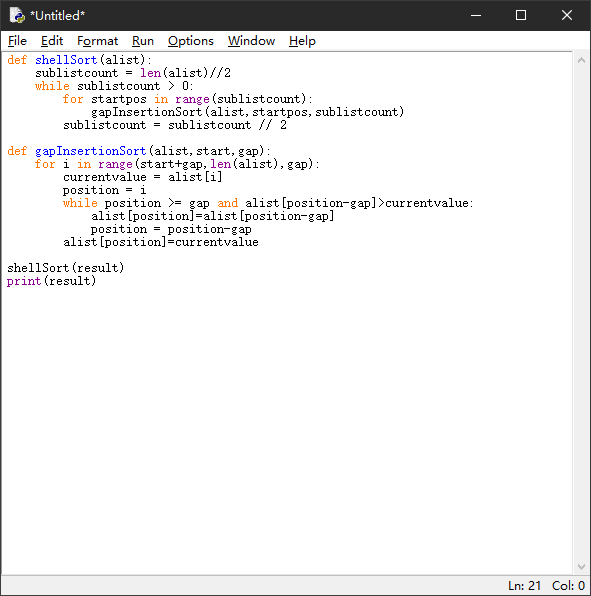 *Untitled*
File Edit Format Run Options Window Help
def shellSort(alist):
    sublistcount = len(alist)//2
    while sublistcount > 0:
        for startpos in range(sublistcount):
            gapInsertionSort(alist,startpos,sublistcount)
        sublistcount = sublistcount // 2

def gapInsertionSort(alist,start,gap):
    for i in range(start+gap,len(alist),gap):
        currentvalue = alist[i]
        position = i
        while position >= gap and alist[position-gap]>currentvalue:
            alist[position]=alist[position-gap]
            position = position-gap
        alist[position]=currentvalue

shellSort(result)
print(result)
Ln: 21 Col: 0